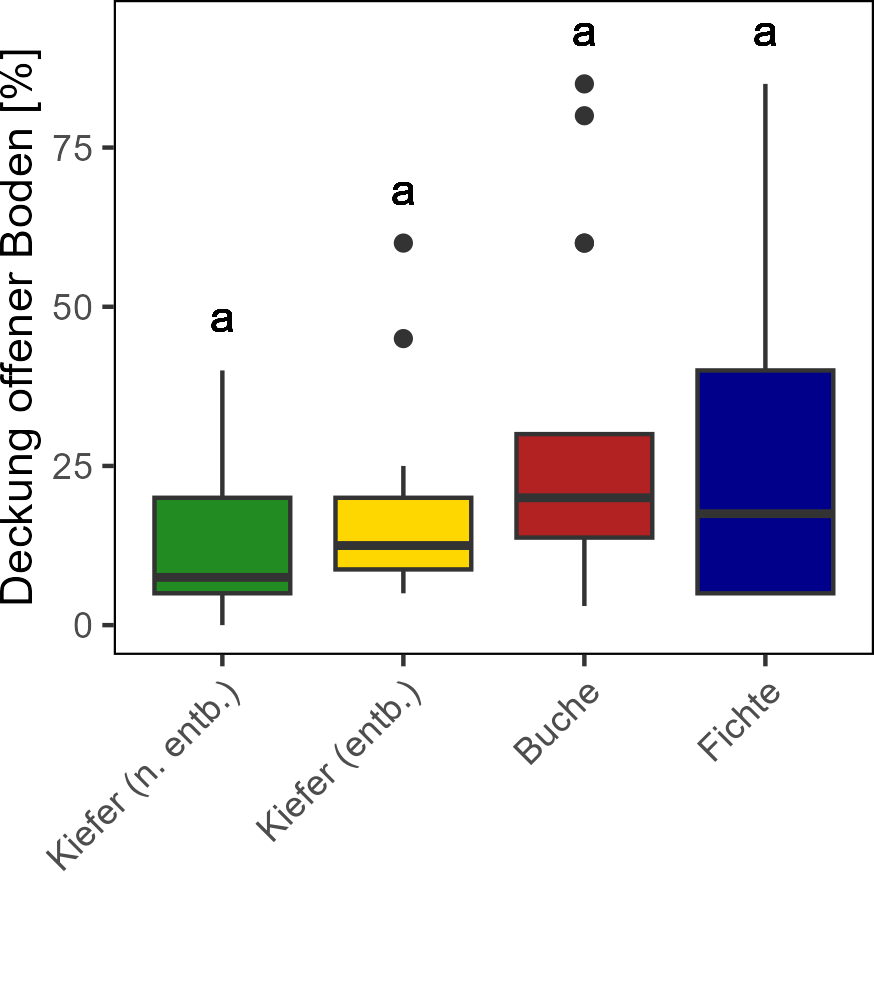 Deckung offener Boden [%]
75
50
25
0
a
a
a
a
Kiefer (n. entb.)
Kiefer (entb.)
Buche
Fichte